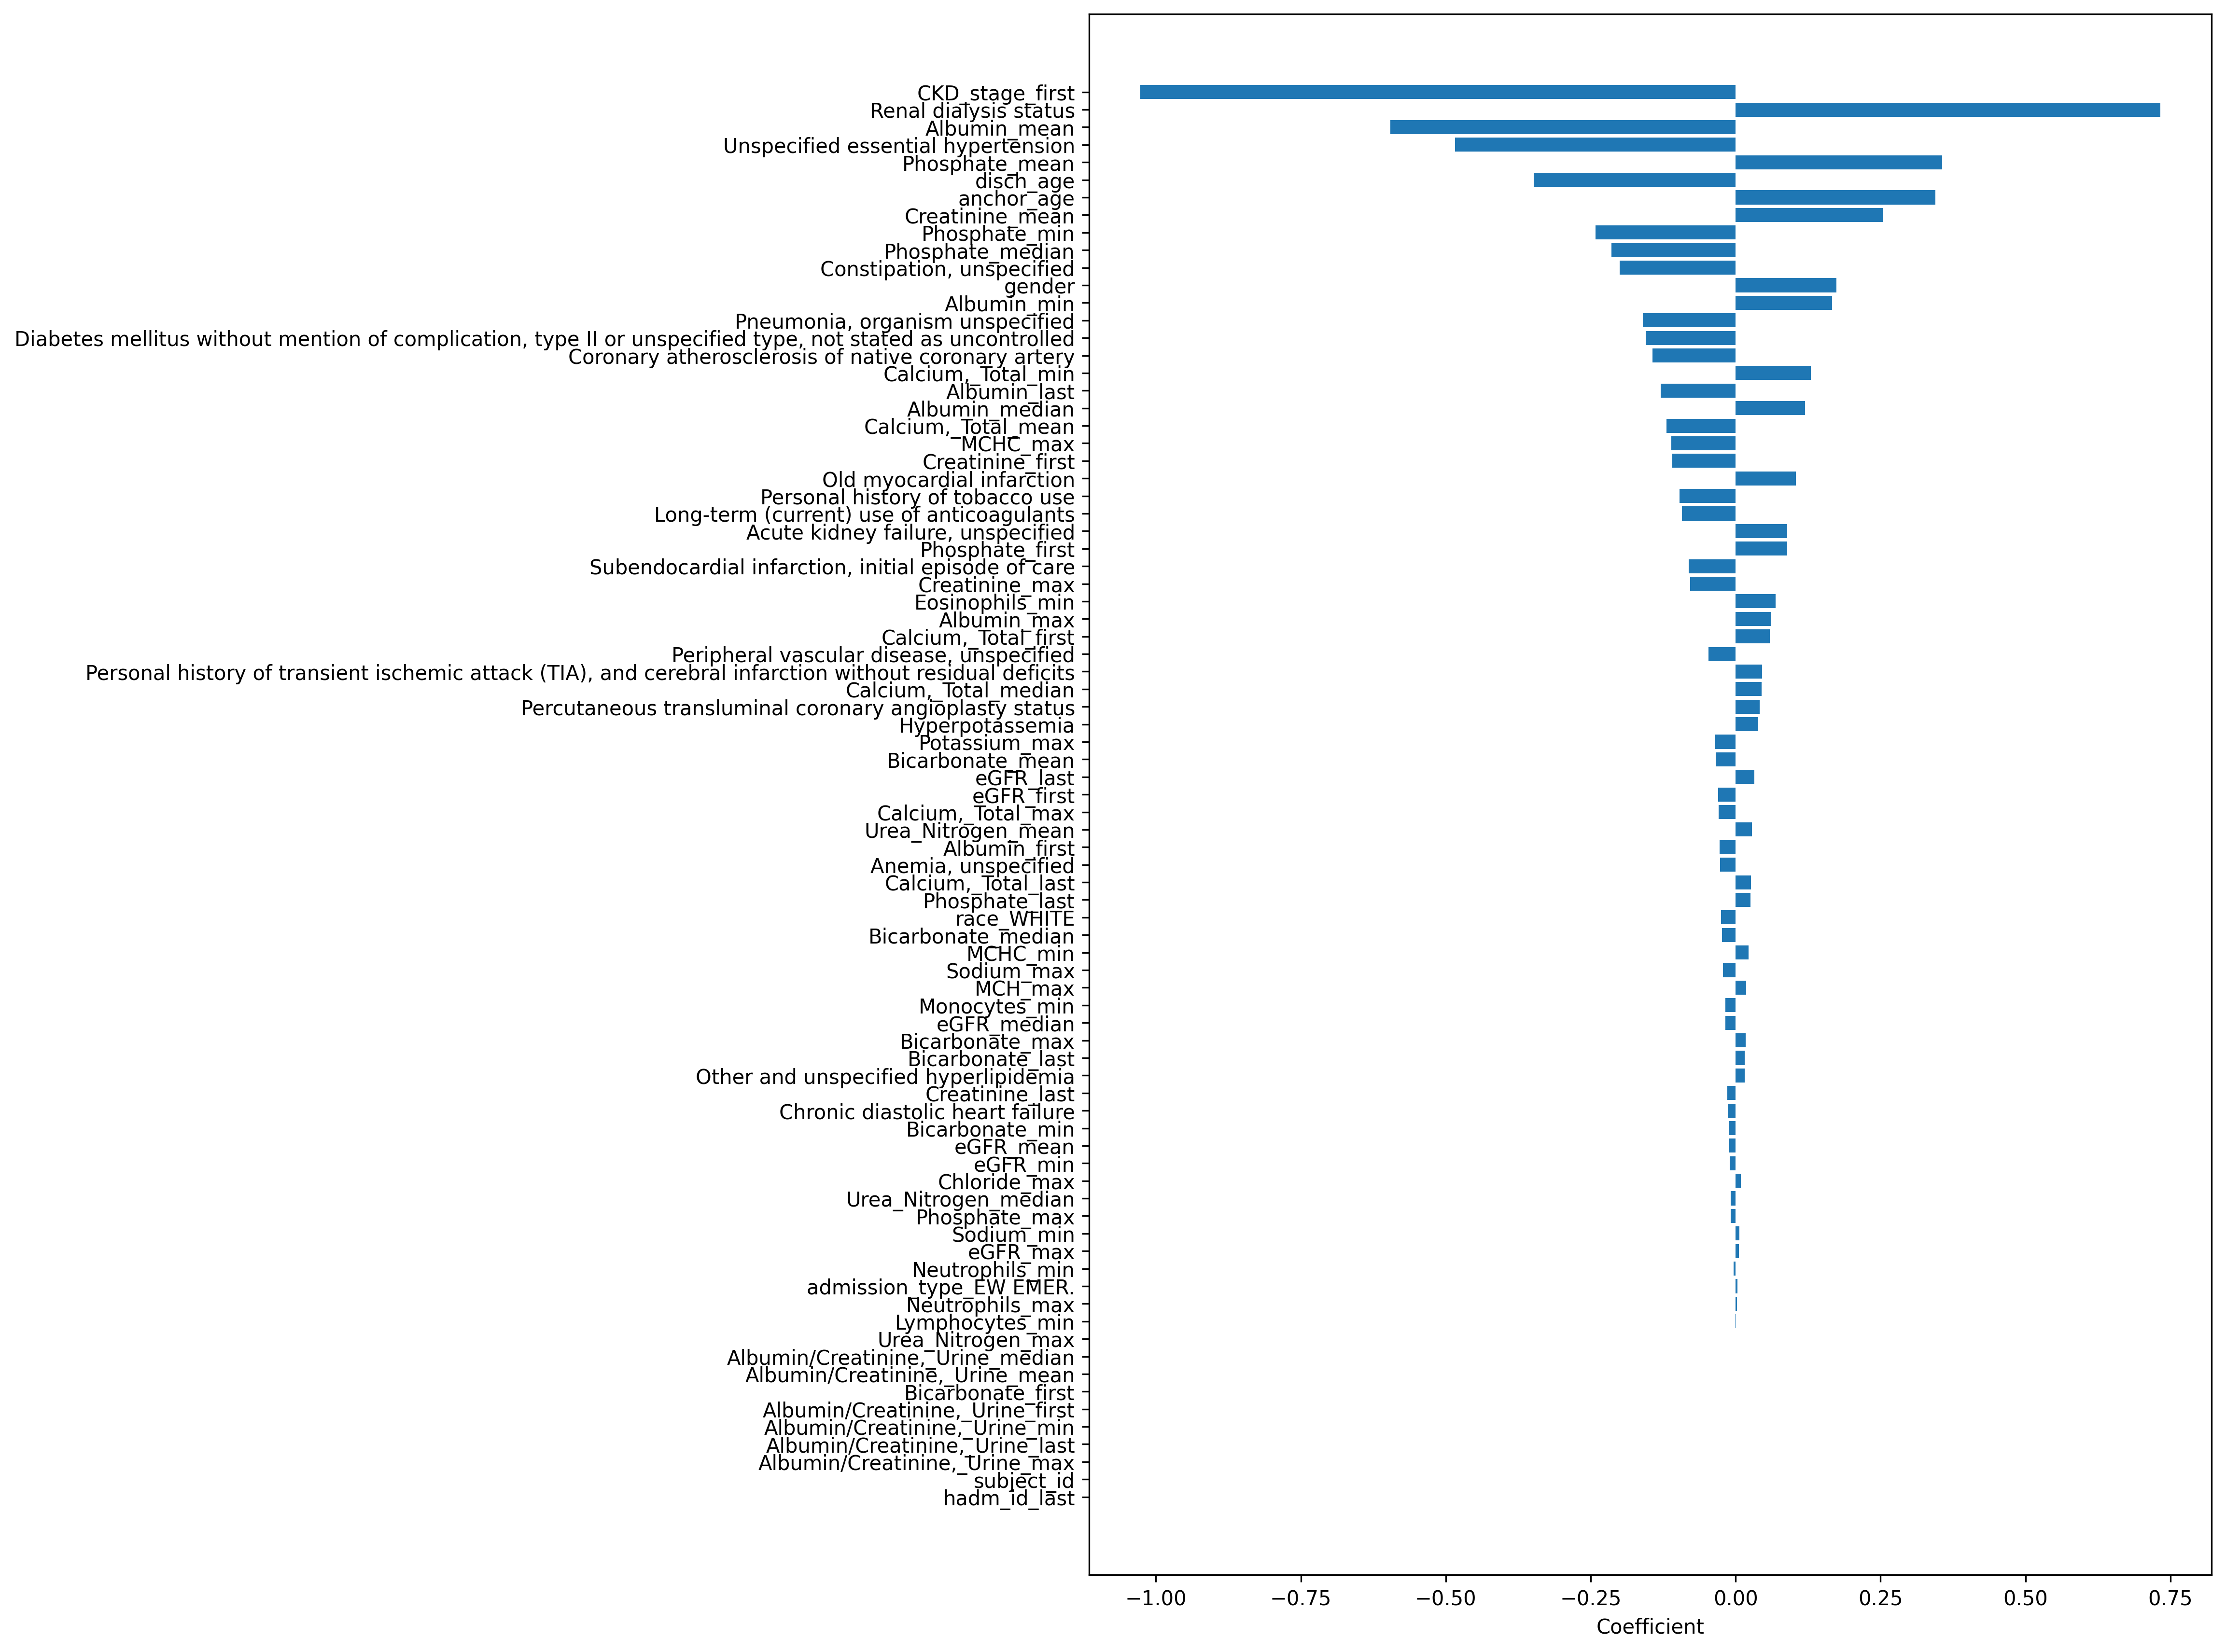 CKD_stage_first
Renal dialysis status
Albumin_mean
Unspecified essential hypertension
Phosphate_mean
disch_age
anchor_age
Creatinine_mean
Phosphate_min
Phosphate_median
Constipation, unspecified
gender
Albumin_min
Pneumonia, organism unspecified
Diabetes mellitus without mention of complication, type II or unspecified type, not stated as uncontrolled
Coronary atherosclerosis of native coronary artery
Calcium,_Total_min
Albumin_last
Albumin_median
Calcium,_Total_mean
MCHC_max
Creatinine_first
Old myocardial infarction
Personal history of tobacco use
Long-term (current) use of anticoagulants
Acute kidney failure, unspecified
Phosphate_first
Subendocardial infarction, initial episode of care
Creatinine_max
Eosinophils_min
Albumin_max
Calcium,_Total_first
Peripheral vascular disease, unspecified
Personal history of transient ischemic attack (TIA), and cerebral infarction without residual deficits
Calcium,_Total_median
Percutaneous transluminal coronary angioplasty status
Hyperpotassemia
Potassium_max
Bicarbonate_mean
eGFR_last
eGFR_first
Calcium,_Total_max
Urea_Nitrogen_mean
Albumin_first
Anemia, unspecified
Calcium,_Total_last
Phosphate_last
race_WHITE
Bicarbonate_median
MCHC_min
Sodium_max
MCH_max
Monocytes_min
eGFR_median
Bicarbonate_max
Bicarbonate_last
Other and unspecified hyperlipidemia
Creatinine_last
Chronic diastolic heart failure
Bicarbonate_min
eGFR_mean
eGFR_min
Chloride_max
Urea_Nitrogen_median
Phosphate_max
Sodium_min
eGFR_max
Neutrophils_min
admission_type_EW EMER.
Neutrophils_max
Lymphocytes_min
Urea_Nitrogen_max
Albumin/Creatinine,_Urine_median
Albumin/Creatinine,_Urine_mean
Bicarbonate_first
Albumin/Creatinine,_Urine_first
Albumin/Creatinine,_Urine_min
Albumin/Creatinine,_Urine_last
Albumin/Creatinine,_Urine_max
subject_id
hadm_id_last
−1.00 −0.75 −0.50 −0.25 0.00 0.25 0.50 0.75
Coefficient